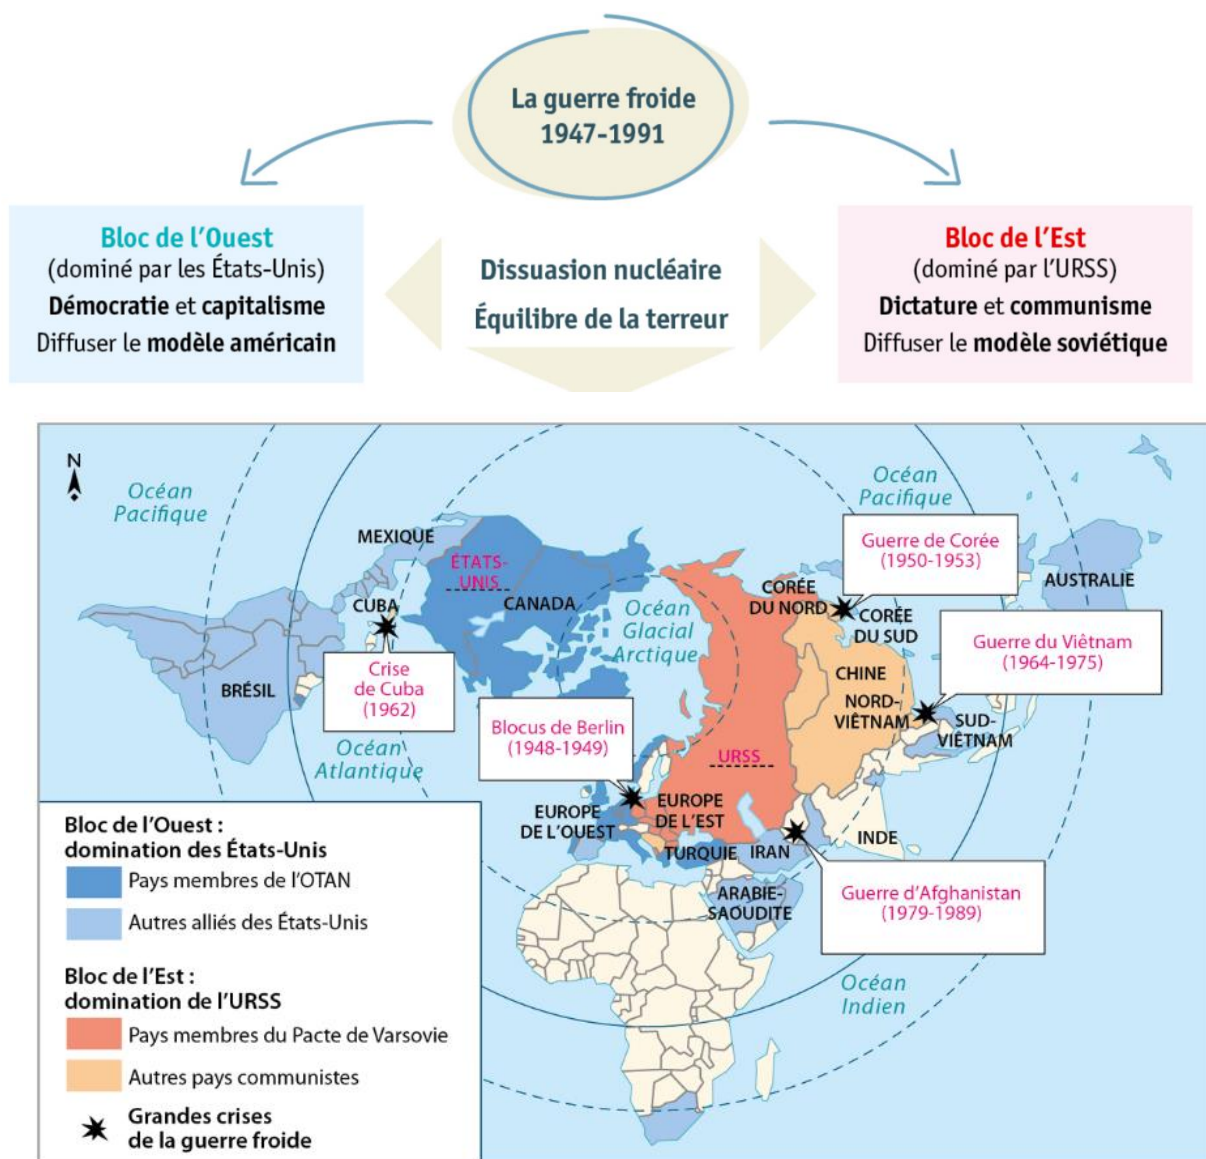 La guerre froide
1947-1991
Bloc de l'Ouest
(dominé par les États-Unis)
Démocratie et capitalisme
Diffuser le modèle américain
Dissuasion nucléaire
Équilibre de la terreur
Bloc de l'Est
(dominé par l'URSS)
Dictature et communisme
Diffuser le modèle soviétique
N
Océan
Pacifique
MEXIQUE
ÉTATS-
UNIS
CANADA
CUBA
BRÉSIL
Crise
de Cuba
(1962)
Océan
Atlantique
Océan
Glacial
Arctique
Océan
Pacifique
Guerre de Corée
(1950-1953)
CORÉE
DU NORD
CORÉE
DU SUD
AUSTRALIE
Guerre du Viêtnam
(1964-1975)
CHINE
NORD-
VIÊTNAM
SUD-
VIÊTNAM
Blocus de Berlin
(1948-1949)
URSS
EUROPE
DE L'OUEST
EUROPE
DE L'EST
TURQUIE
IRAN
INDE
ARABIE-
SAOUDITE
Guerre d'Afghanistan
(1979-1989)
Océan
Indien
Bloc de l'Ouest :
domination des États-Unis
Pays membres de l'OTAN
Autres alliés des États-Unis
Bloc de l'Est :
domination de l'URSS
Pays membres du Pacte de Varsovie
Autres pays communistes
Grandes crises
de la guerre froide